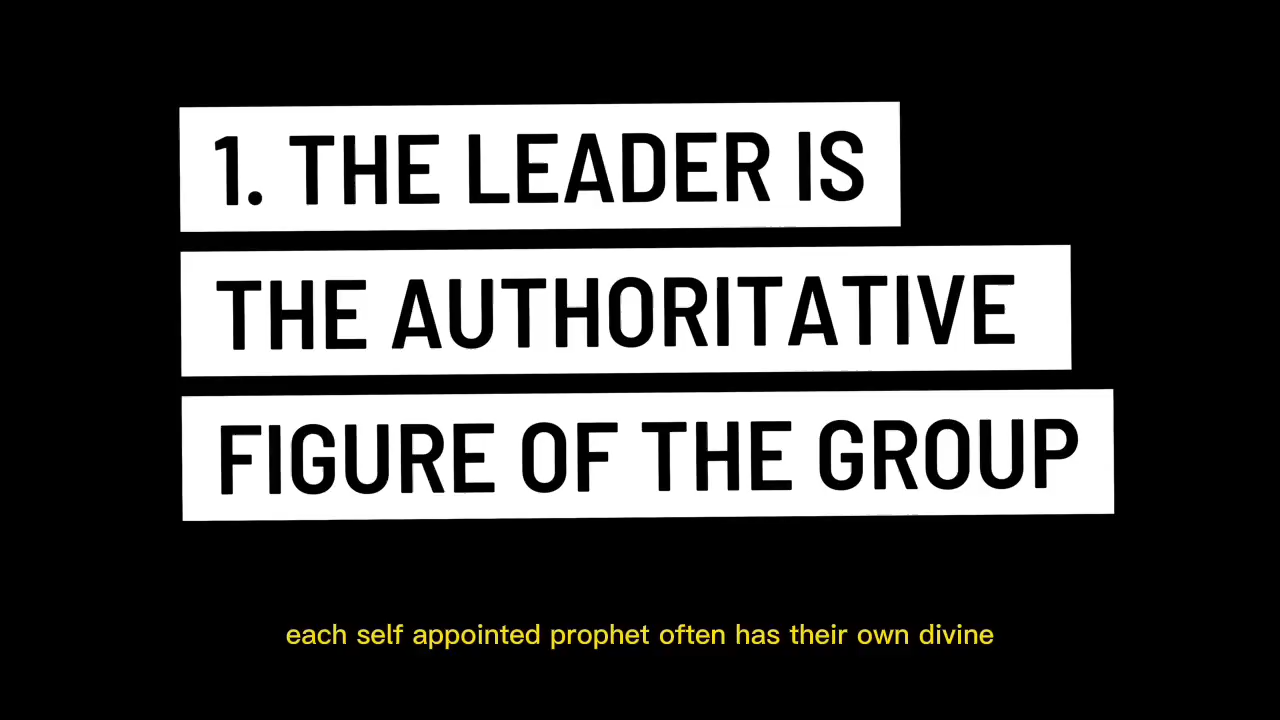 1. THE LEADER IS
THE AUTHORITATIVE
FIGURE OF THE GROUP
each self appointed prophet often has their own divine